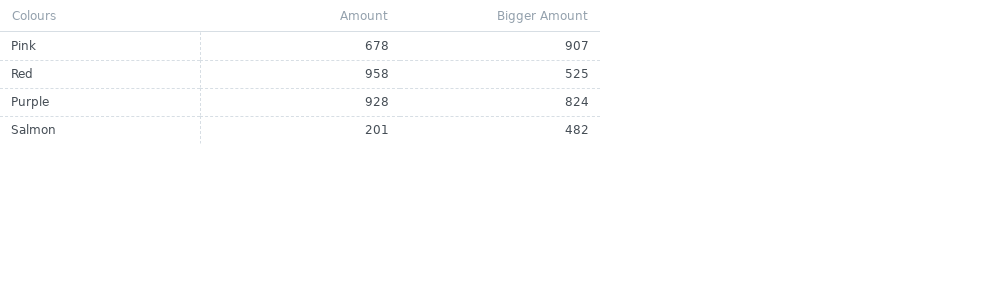 Colours Amount Bigger Amount
Pink 678 907
Red 958 525
Purple 928 824
Salmon 201 482